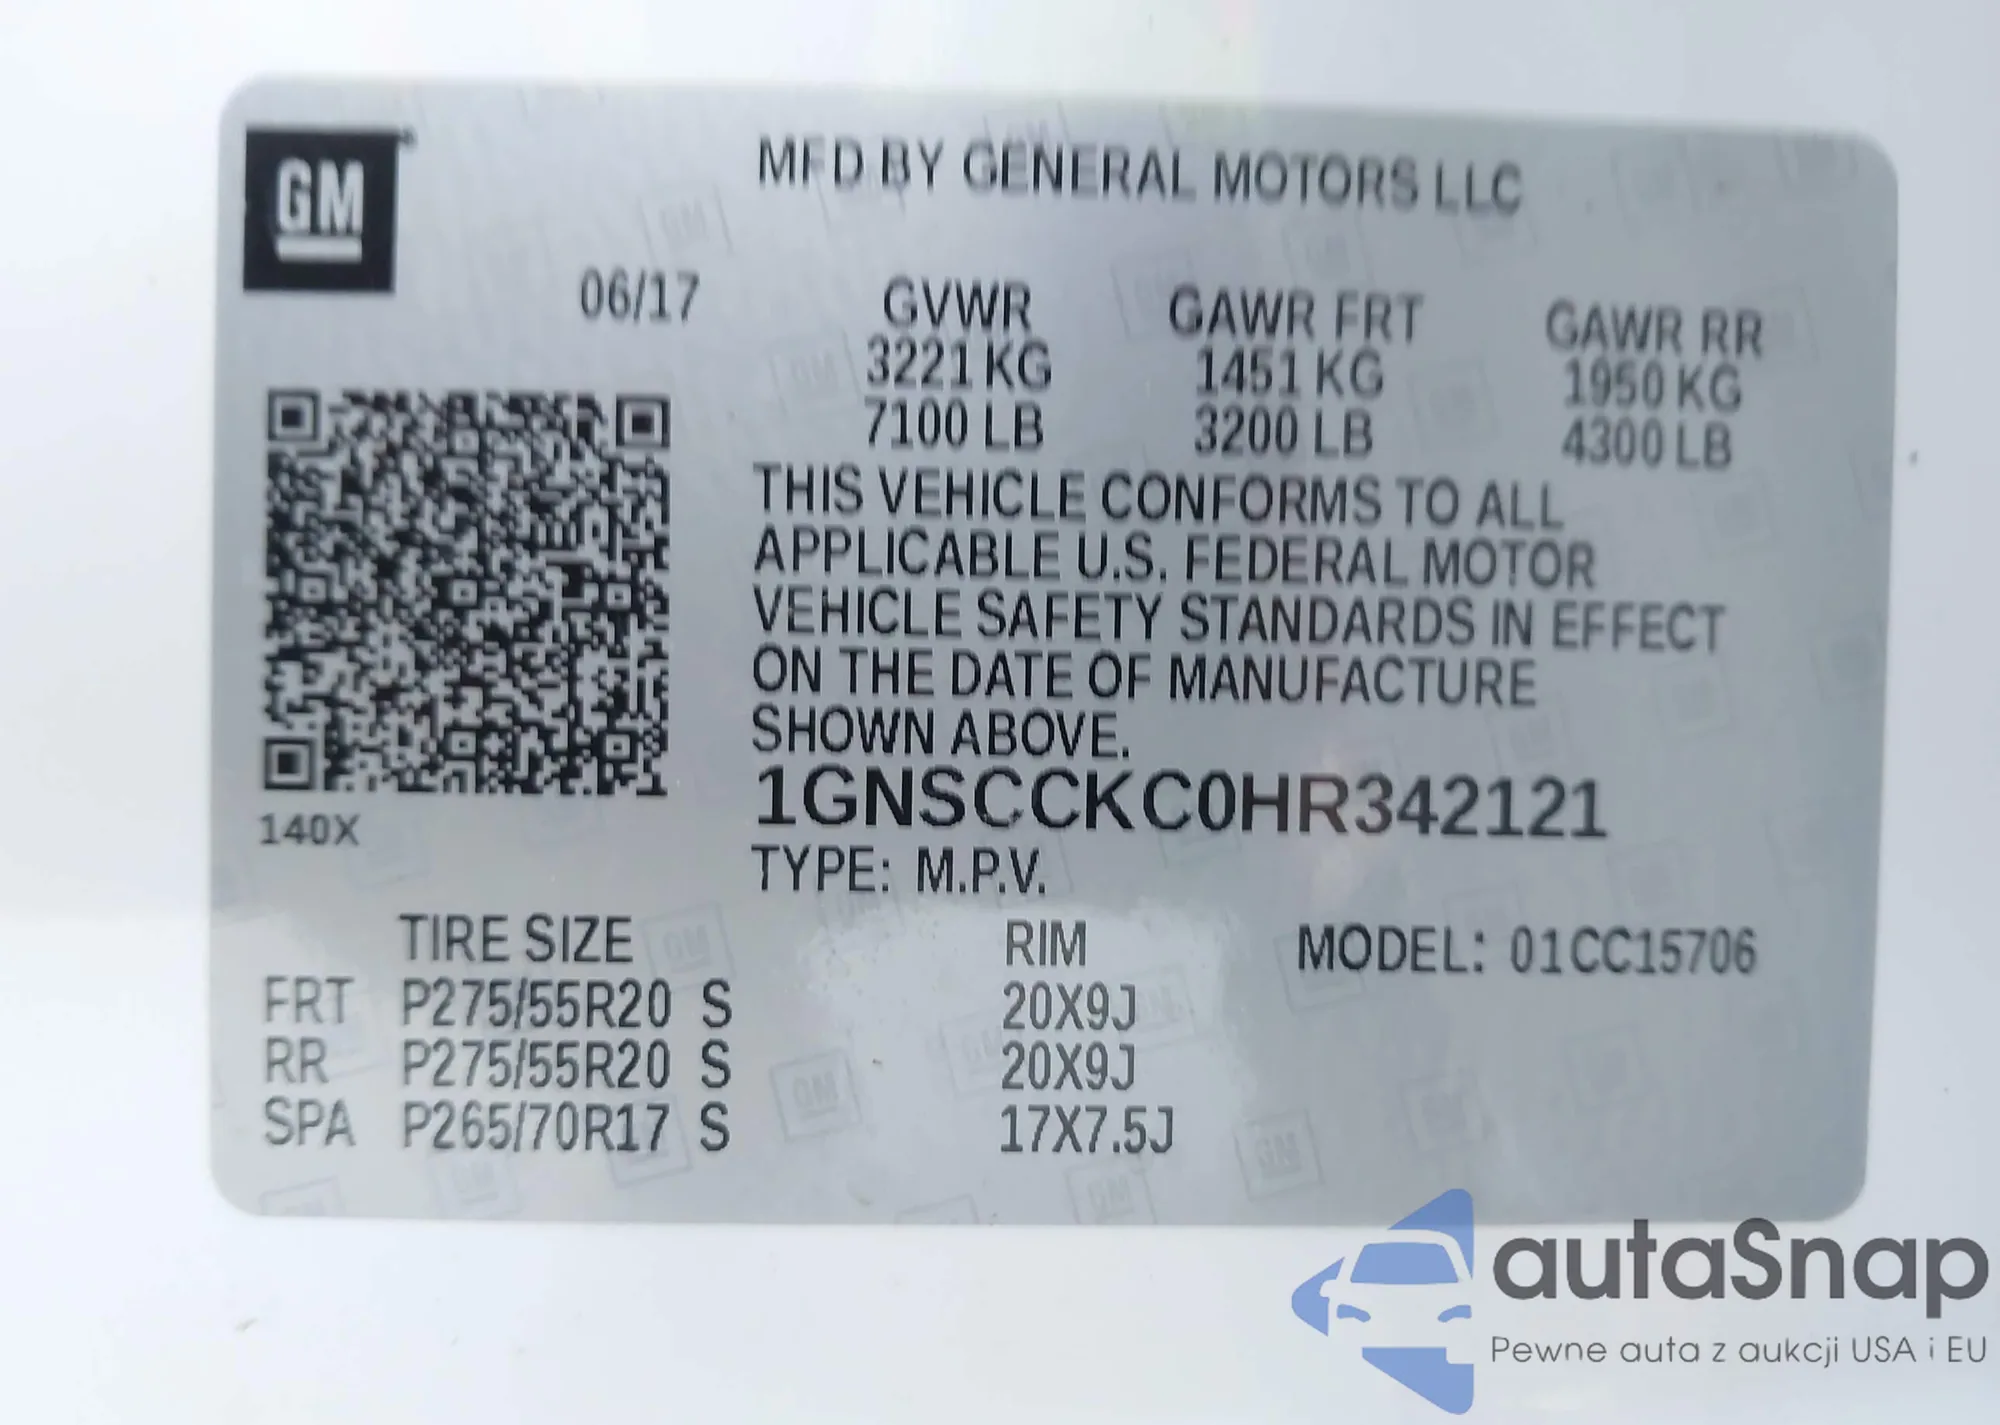 GM
MFD BY GENERAL MOTORS LLC
06/17
GVWR GAWR FRT GAWR RR
3221 KG 1451 KG 1950 KG
7100 LB 3200 LB 4300 LB
THIS VEHICLE CONFORMS TO ALL
APPLICABLE U.S. FEDERAL MOTOR
VEHICLE SAFETY STANDARDS IN EFFECT
ON THE DATE OF MANUFACTURE
SHOWN ABOVE.
1GNSCCKC0HR342121
140X
TYPE: M.P.V.
TIRE SIZE RIM MODEL: 01CC15706
FRT P275/55R20 S 20X9J
RR P275/55R20 S 20X9J
SPA P265/70R17 S 17X7.5J
autaSnap
Pewne auta z aukcji USA i EU